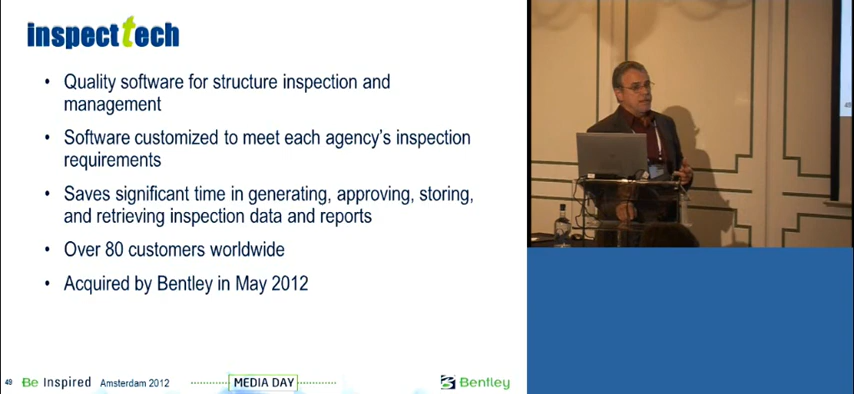 inspecttech
• Quality software for structure inspection and
management
• Software customized to meet each agency's inspection
requirements
• Saves significant time in generating, approving, storing,
and retrieving inspection data and reports
• Over 80 customers worldwide
• Acquired by Bentley in May 2012
49 Be Inspired Amsterdam 2012 MEDIA DAY Bentley